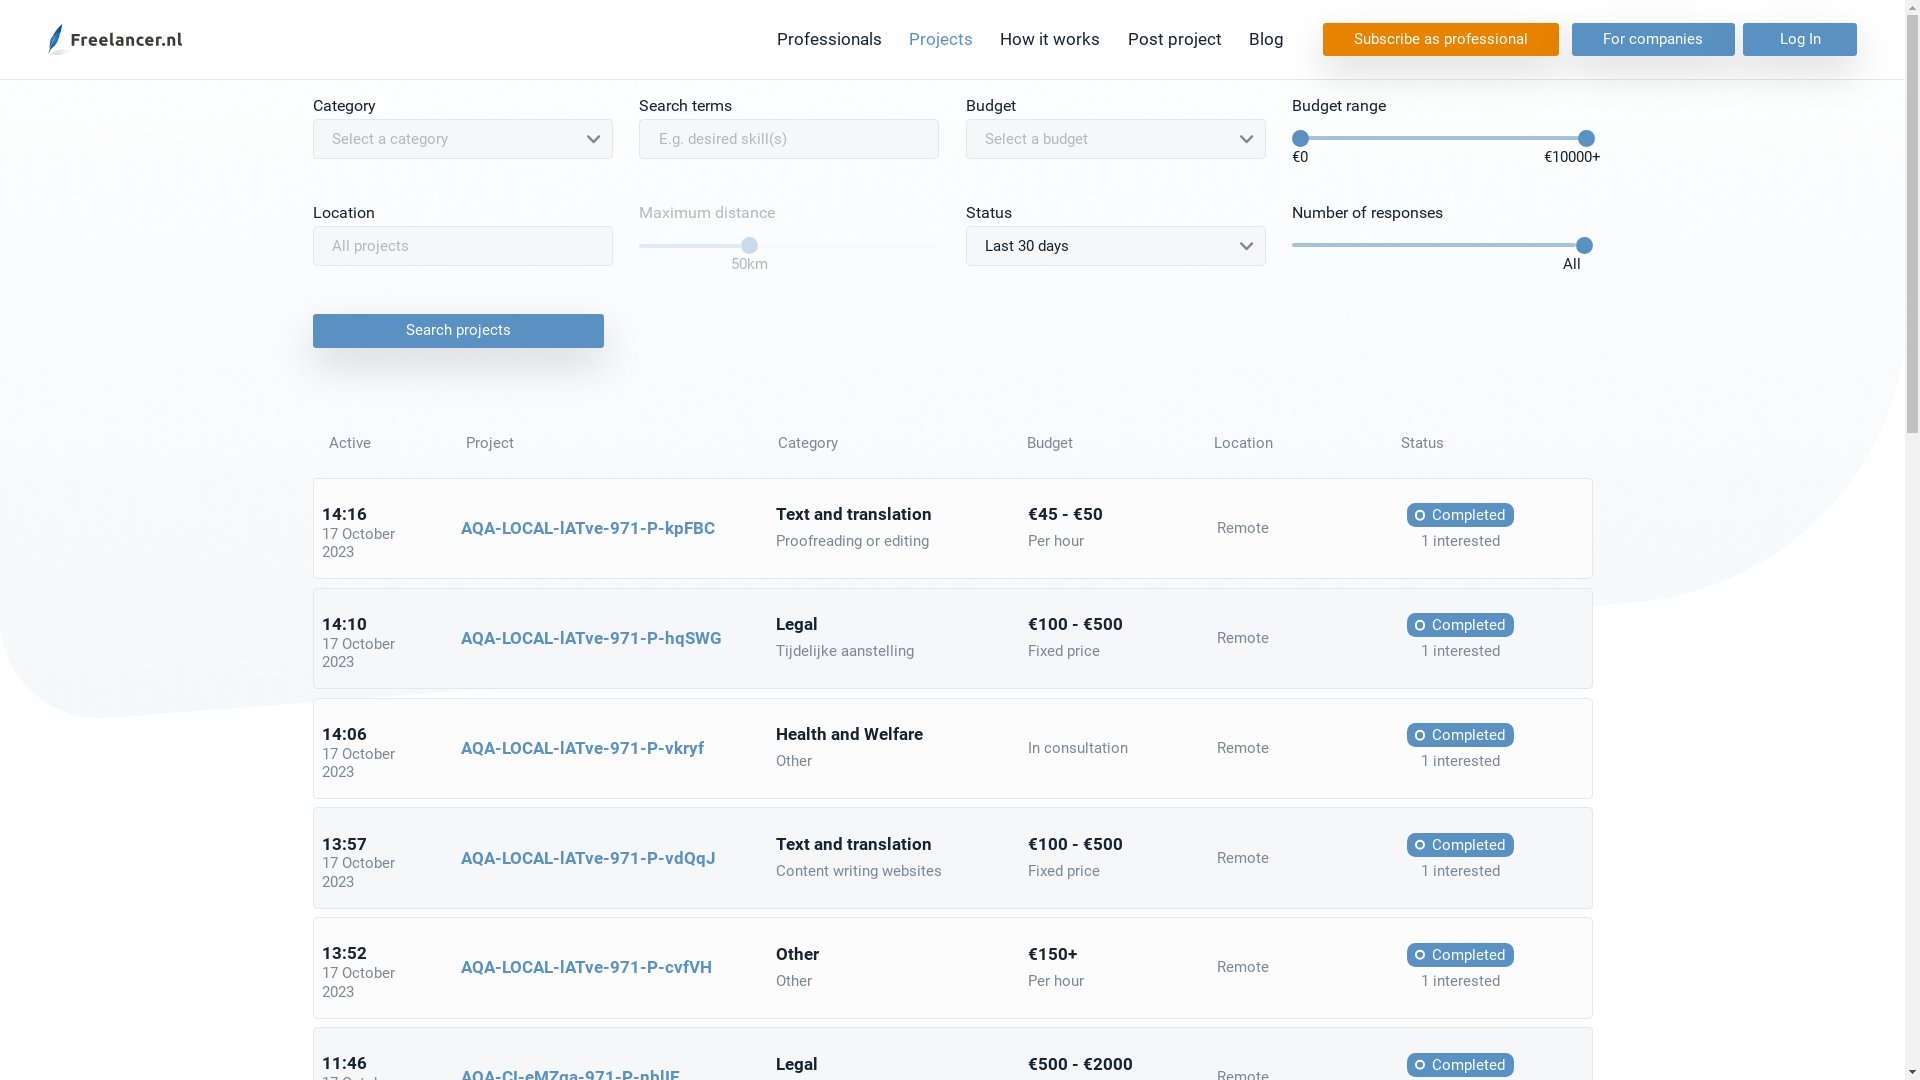 Freelancer.nl
Professionals Projects How it works Post project Blog Subscribe as professional For companies Log In
Category Search terms Budget Budget range
Select a category E.g. desired skill(s) Select a budget
€0 €10000+
Location Maximum distance Status Number of responses
All projects Last 30 days
50km All
Search projects
Active Project Category Budget Location Status
14:16
17 October
2023
AQA-LOCAL-lATve-971-P-kpFBC
Text and translation
Proofreading or editing
€45 - €50
Per hour
Remote
Completed
1 interested
14:10
17 October
2023
AQA-LOCAL-lATve-971-P-hqSWG
Legal
Tijdelijke aanstelling
€100 - €500
Fixed price
Remote
Completed
1 interested
14:06
17 October
2023
AQA-LOCAL-lATve-971-P-vkryf
Health and Welfare
Other
In consultation
Remote
Completed
1 interested
13:57
17 October
2023
AQA-LOCAL-lATve-971-P-vdQqJ
Text and translation
Content writing websites
€100 - €500
Fixed price
Remote
Completed
1 interested
13:52
17 October
2023
AQA-LOCAL-lATve-971-P-cvfVH
Other
Other
€150+
Per hour
Remote
Completed
1 interested
11:46
17 October
Legal
€500 - €2000
Remote
Completed